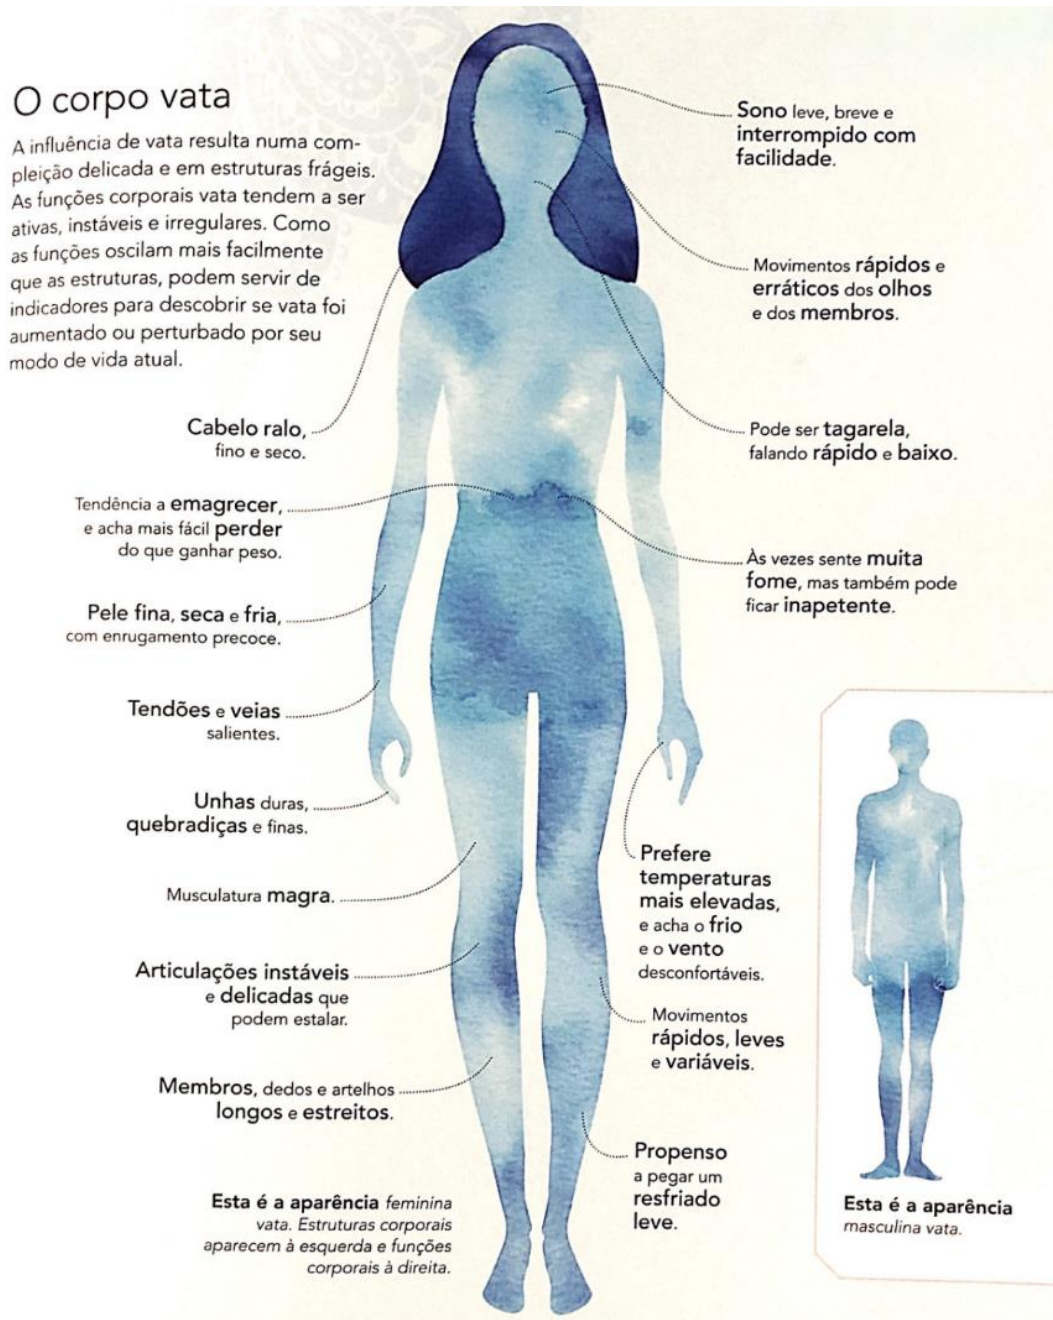 O corpo vata
A influência de vata resulta numa com-
pleição delicada e em estruturas frágeis.
As funções corporais vata tendem a ser
ativas, instáveis e irregulares. Como
as funções oscilam mais facilmente
que as estruturas, podem servir de
indicadores para descobrir se vata foi
aumentado ou perturbado por seu
modo de vida atual.
Cabelo ralo,
fino e seco.
Tendência a emagrecer,
e acha mais fácil perder
do que ganhar peso.
Pele fina, seca e fria,
com enrugamento precoce.
Tendões e veias
salientes.
Unhas duras,
quebradiças e finas.
Musculatura magra.
Articulações instáveis
e delicadas que
podem estalar.
Membros, dedos e artelhos
longos e estreitos.
Esta é a aparência feminina
vata. Estruturas corporais
aparecem à esquerda e funções
corporais à direita.
Sono leve, breve e
interrompido com
facilidade.
Movimentos rápidos e
erráticos dos olhos
e dos membros.
Pode ser tagarela,
falando rápido e baixo.
Às vezes sente muita
fome, mas também pode
ficar inapetente.
Prefere
temperaturas
mais elevadas,
e acha o frio
e o vento
desconfortáveis.
Movimentos
rápidos, leves
e variáveis.
Propenso
a pegar um
resfriado
leve.
Esta é a aparência
masculina vata.